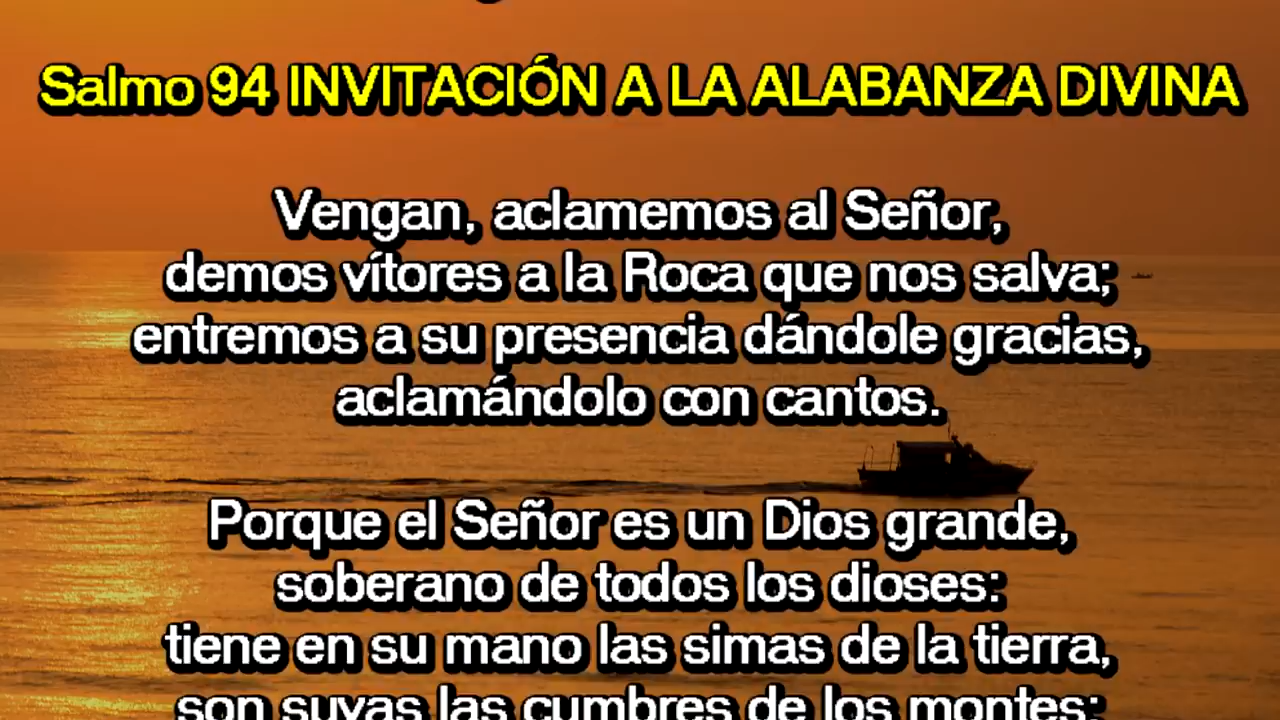 Salmo 94 INVITACIÓN A LA ALABANZA DIVINA
Vengan, aclamemos al Señor,
demos vítores a la Roca que nos salva;
entremos a su presencia dándole gracias,
aclamándolo con cantos.
Porque el Señor es un Dios grande,
soberano de todos los dioses:
tiene en su mano las simas de la tierra,
son suyas las cumbres de los montes;